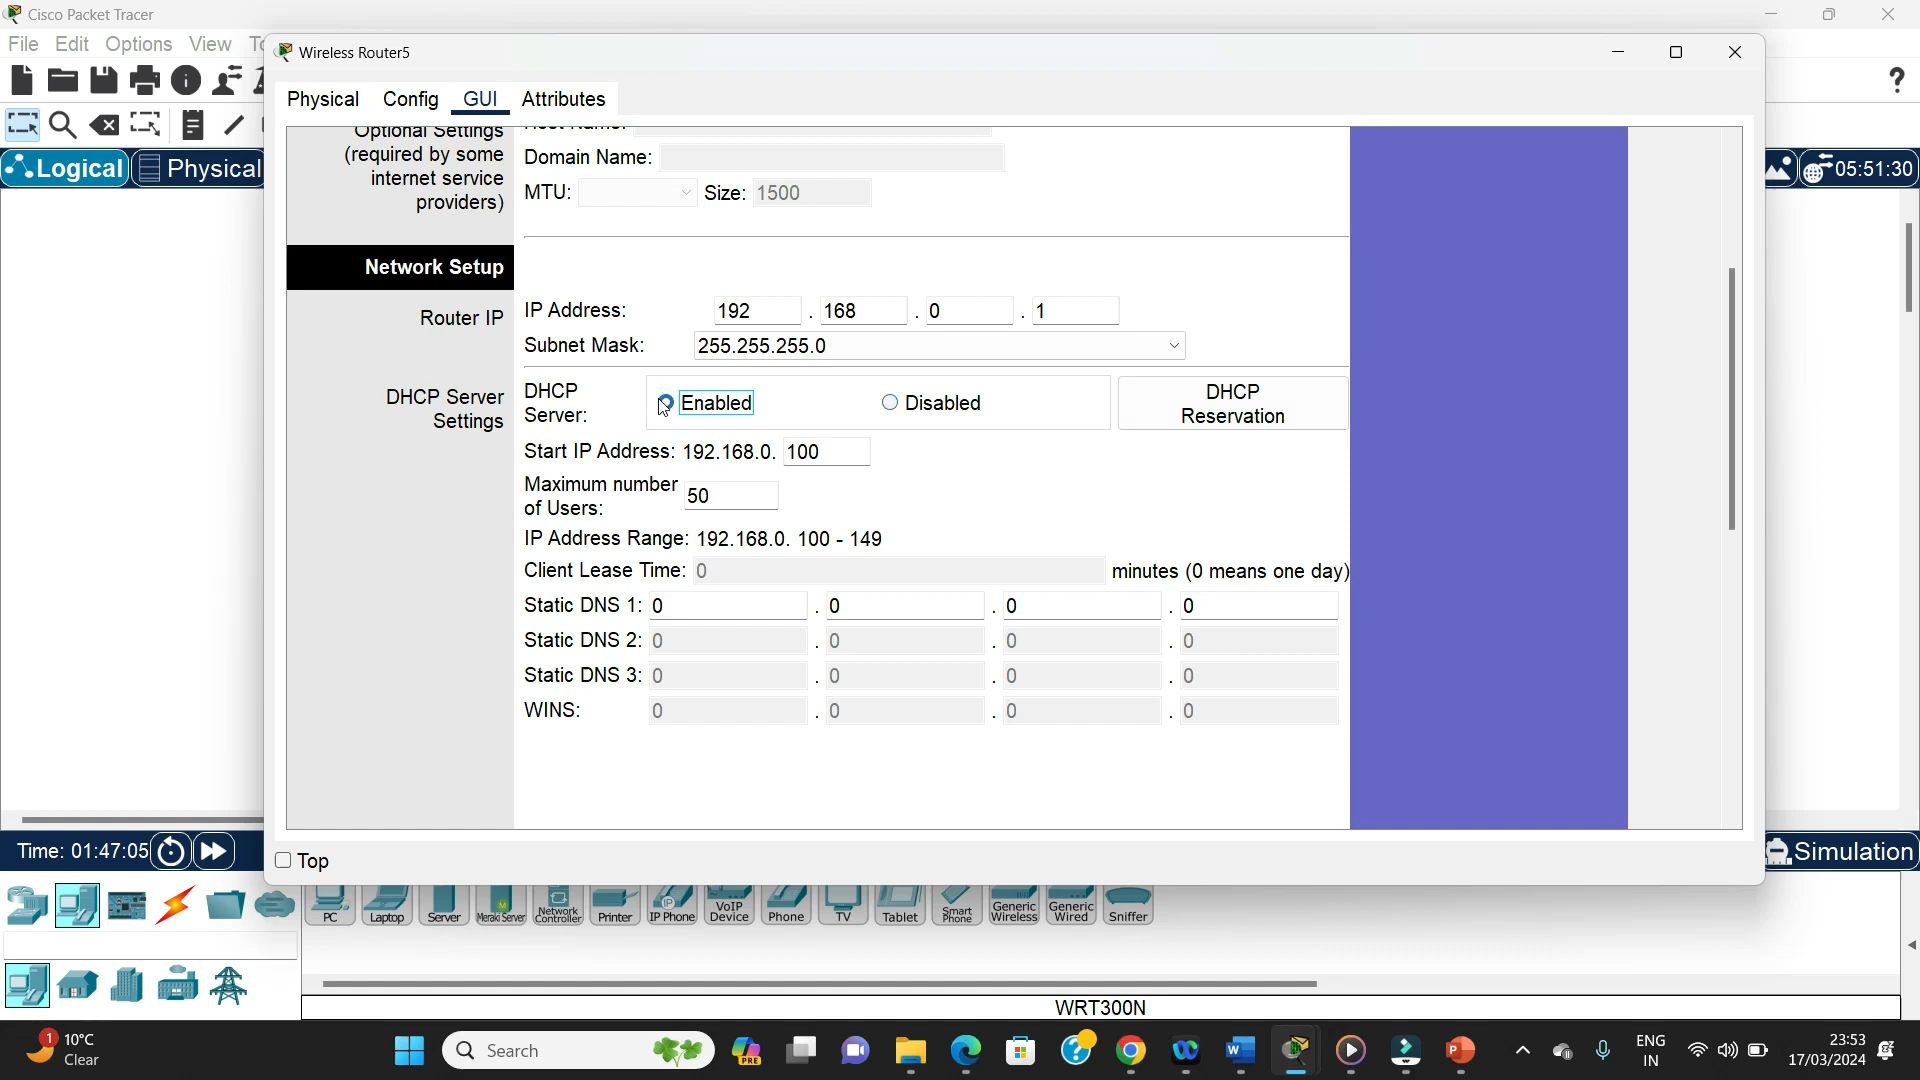 Cisco Packet Tracer
File Edit Options View
Wireless Router5
Physical Config GUI Attributes
Logical Physical
05:51:30
Optional Settings
(required by some
internet service
providers)
Host Name:
Domain Name:
MTU: Size: 1500
Network Setup
Router IP
IP Address: 192 . 168 . 0 . 1
Subnet Mask: 255.255.255.0
DHCP Server
Settings
DHCP
Server:
Enabled Disabled
DHCP
Reservation
Start IP Address: 192.168.0. 100
Maximum number
of Users: 50
IP Address Range: 192.168.0. 100 - 149
Client Lease Time: 0 minutes (0 means one day)
Static DNS 1: 0 . 0 . 0 . 0
Static DNS 2: 0 . 0 . 0 . 0
Static DNS 3: 0 . 0 . 0 . 0
WINS: 0 . 0 . 0 . 0
Top
Time: 01:47:05
Simulation
PC Laptop Server Meraki Server Network Controller Printer IP Phone VoIP Device Phone TV Tablet Smart Phone Generic Wireless Generic Wired Sniffer
WRT300N
1 10°C
Clear
Search
PRE
ENG
IN
23:53
17/03/2024